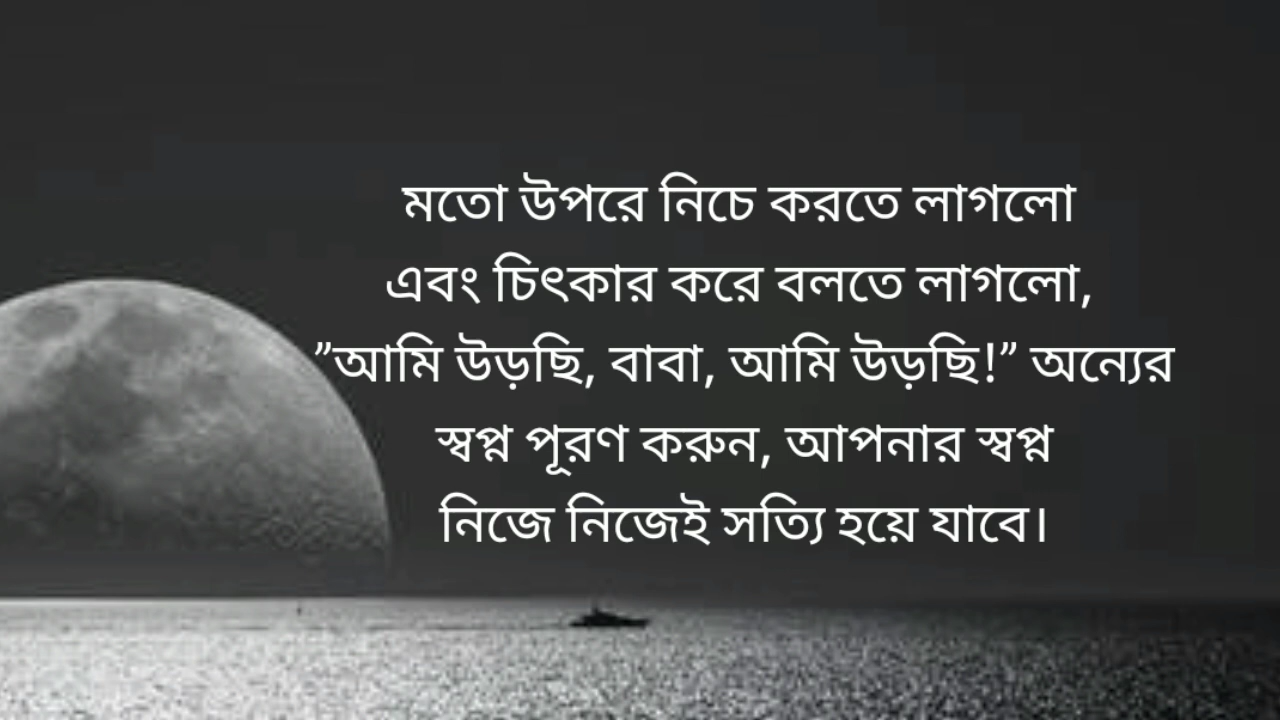 মতো উপরে নিচে করতে লাগলো
এবং চিৎকার করে বলতে লাগলো,
”আমি উড়ছি, বাবা, আমি উড়ছি!” অন্যের
স্বপ্ন পূরণ করুন, আপনার স্বপ্ন
নিজে নিজেই সত্যি হয়ে যাবে।